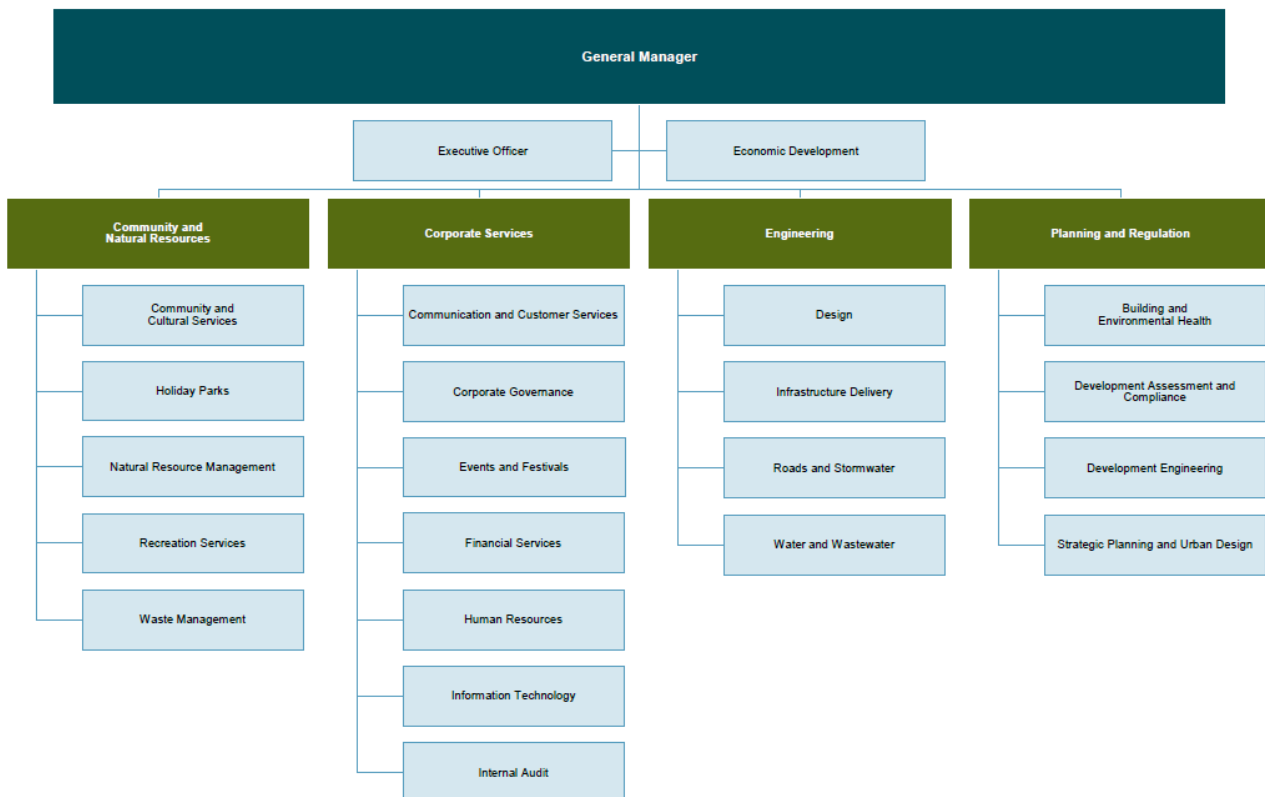 General Manager
Executive Officer
Economic Development
Community and
Natural Resources
Corporate Services
Engineering
Planning and Regulation
Community and
Cultural Services
Holiday Parks
Natural Resource Management
Recreation Services
Waste Management
Communication and Customer Services
Corporate Governance
Events and Festivals
Financial Services
Human Resources
Information Technology
Internal Audit
Design
Infrastructure Delivery
Roads and Stormwater
Water and Wastewater
Building and
Environmental Health
Development Assessment and
Compliance
Development Engineering
Strategic Planning and Urban Design